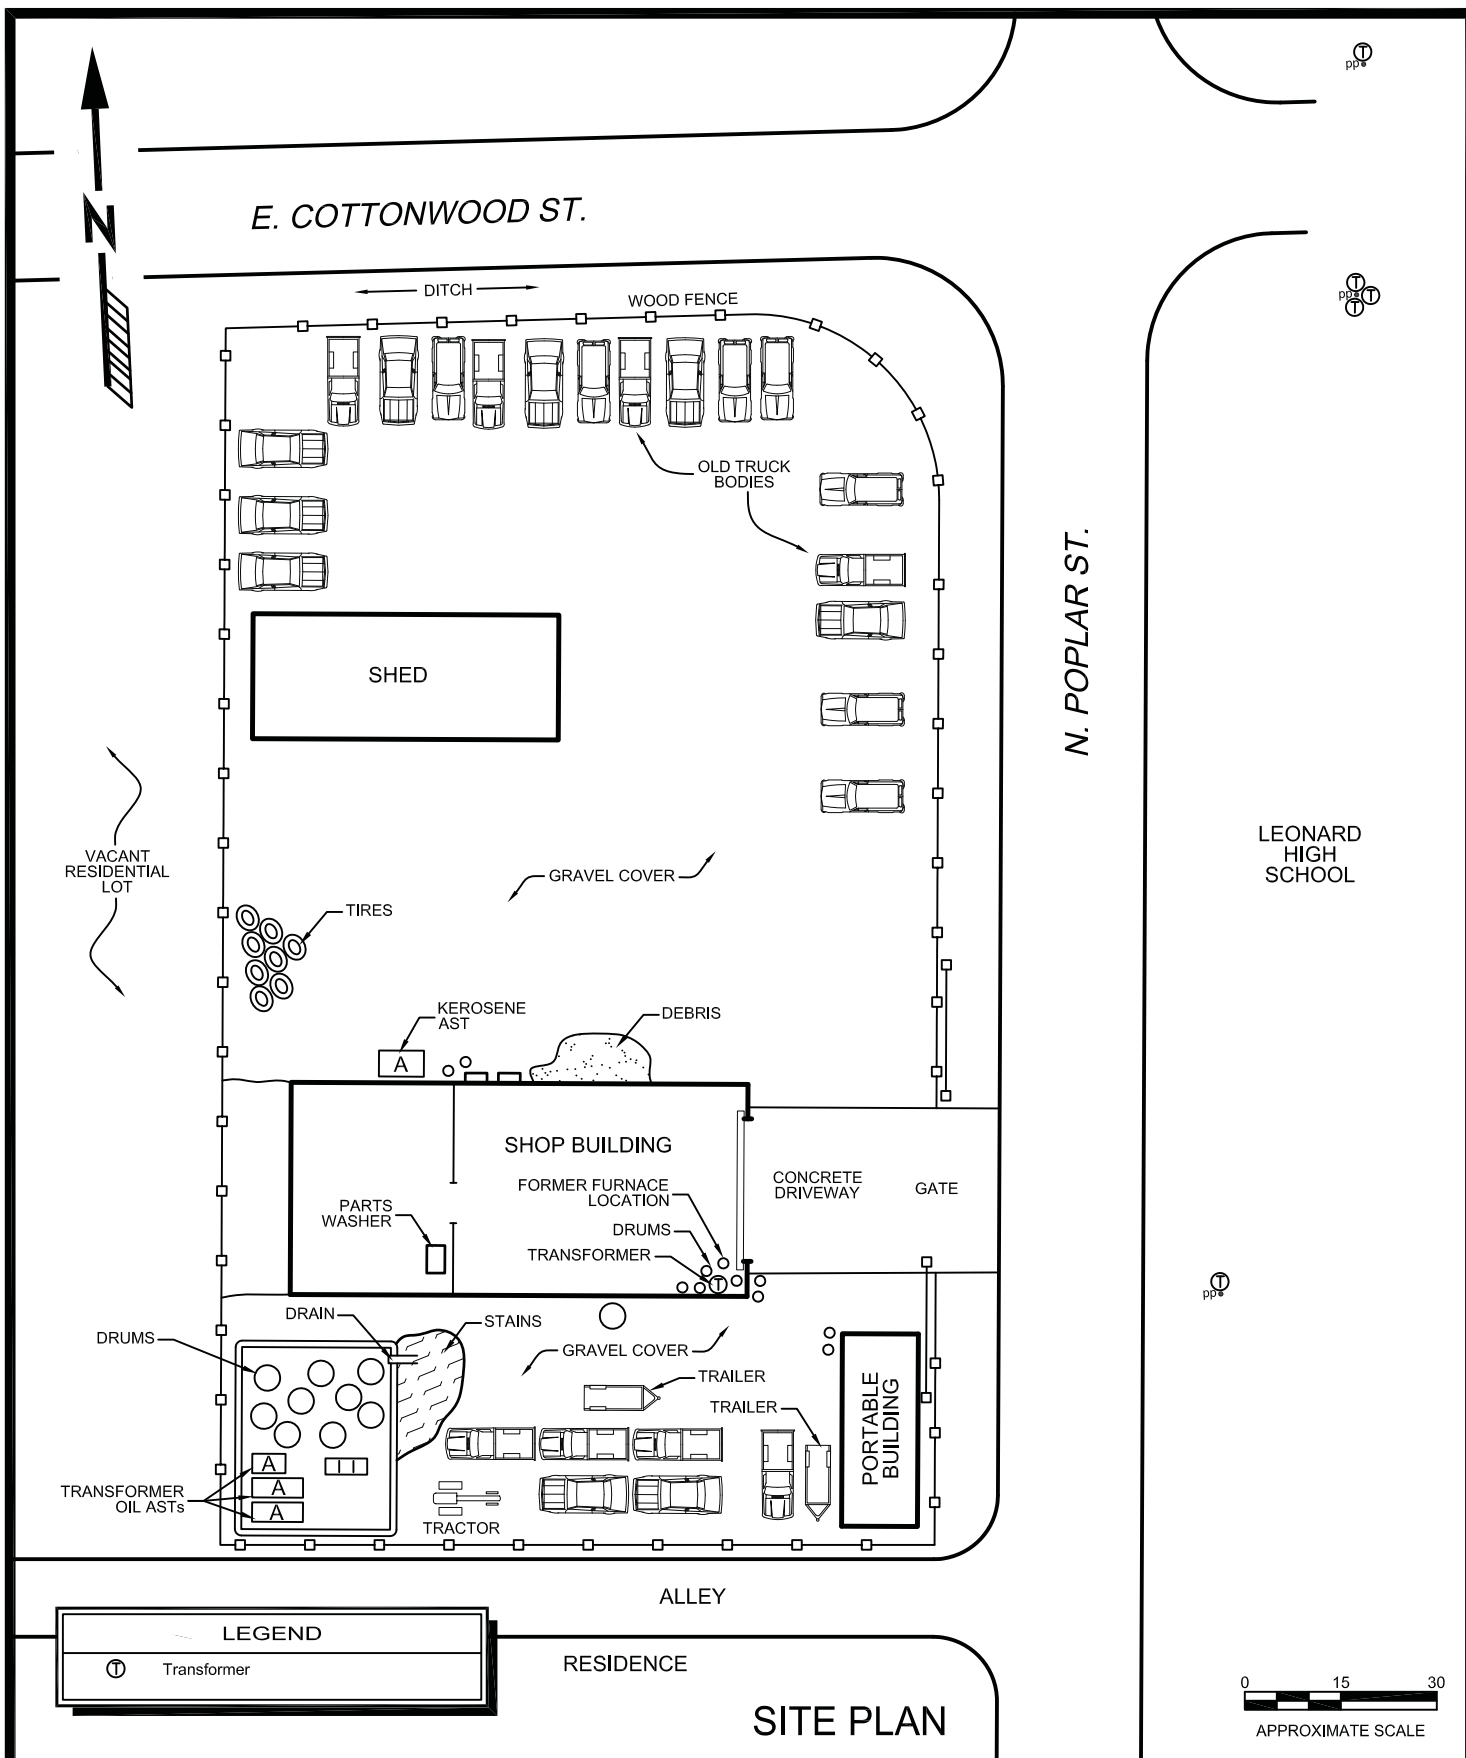 T
pp
N
E. COTTONWOOD ST.
DITCH
WOOD FENCE
T
pp
T
T
OLD TRUCK
BODIES
N. POPLAR ST.
SHED
VACANT
RESIDENTIAL
LOT
GRAVEL COVER
LEONARD
HIGH
SCHOOL
TIRES
KEROSENE
AST
A
DEBRIS
SHOP BUILDING
FORMER FURNACE
LOCATION
CONCRETE
DRIVEWAY
GATE
PARTS
WASHER
DRUMS
TRANSFORMER
T
T
pp
DRAIN
STAINS
DRUMS
GRAVEL COVER
TRAILER
TRAILER
PORTABLE
BUILDING
A
A
A
TRANSFORMER
OIL ASTs
TRACTOR
ALLEY
LEGEND
T Transformer
RESIDENCE
SITE PLAN
0 15 30
APPROXIMATE SCALE